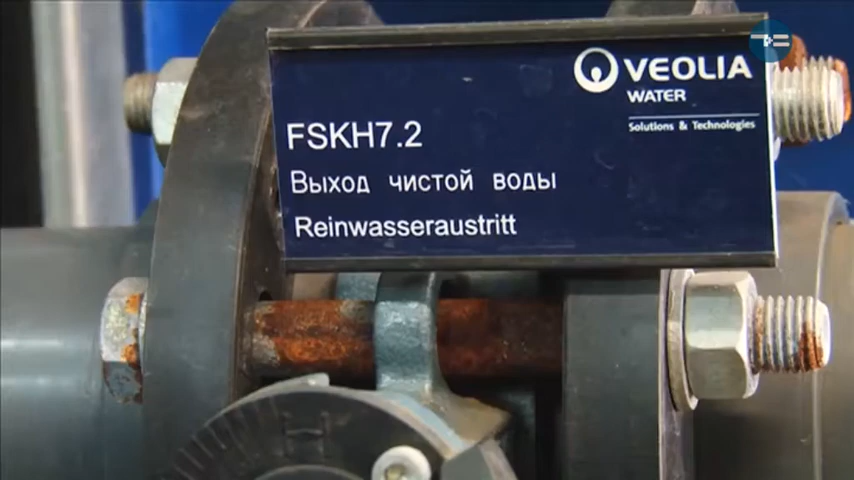 VEOLIA
WATER
Solutions & Technologies
FSKH7.2
Выход чистой воды
Reinwasseraustritt